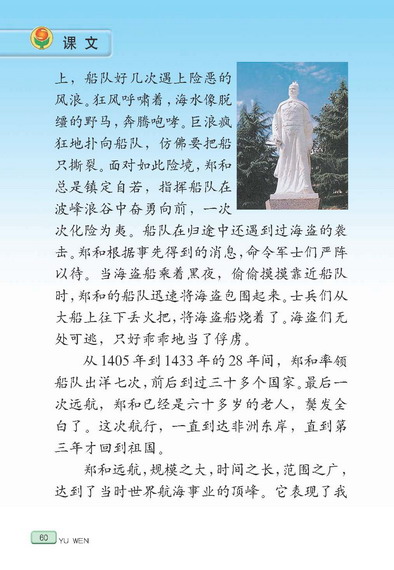 课文
上，船队好几次遇上险恶的
风浪。狂风呼啸着，海水像脱
缰的野马，奔腾咆哮。巨浪疯
狂地扑向船队，仿佛要把船
只撕裂。面对如此险境，郑和
总是镇定自若，指挥船队在
波峰浪谷中奋勇向前，一次
次化险为夷。船队在归途中还遇到过海盗的袭
击。郑和根据事先得到的消息，命令军士们严阵
以待。当海盗船乘着黑夜，偷偷摸摸靠近船队
时，郑和的船队迅速将海盗包围起来。士兵们从
大船上往下丢火把，将海盗船烧着了。海盗们无
处可逃，只好乖乖地当了俘虏。
从1405年到1433年的28年间，郑和率领
船队出洋七次，前后到过三十多个国家。最后一
次远航，郑和已经是六十多岁的老人，鬓发全
白了。这次航行，一直到达非洲东岸，直到第
三年才回到祖国。
郑和远航，规模之大，时间之长，范围之广，
达到了当时世界航海事业的顶峰。它表现了我
60 YU WEN